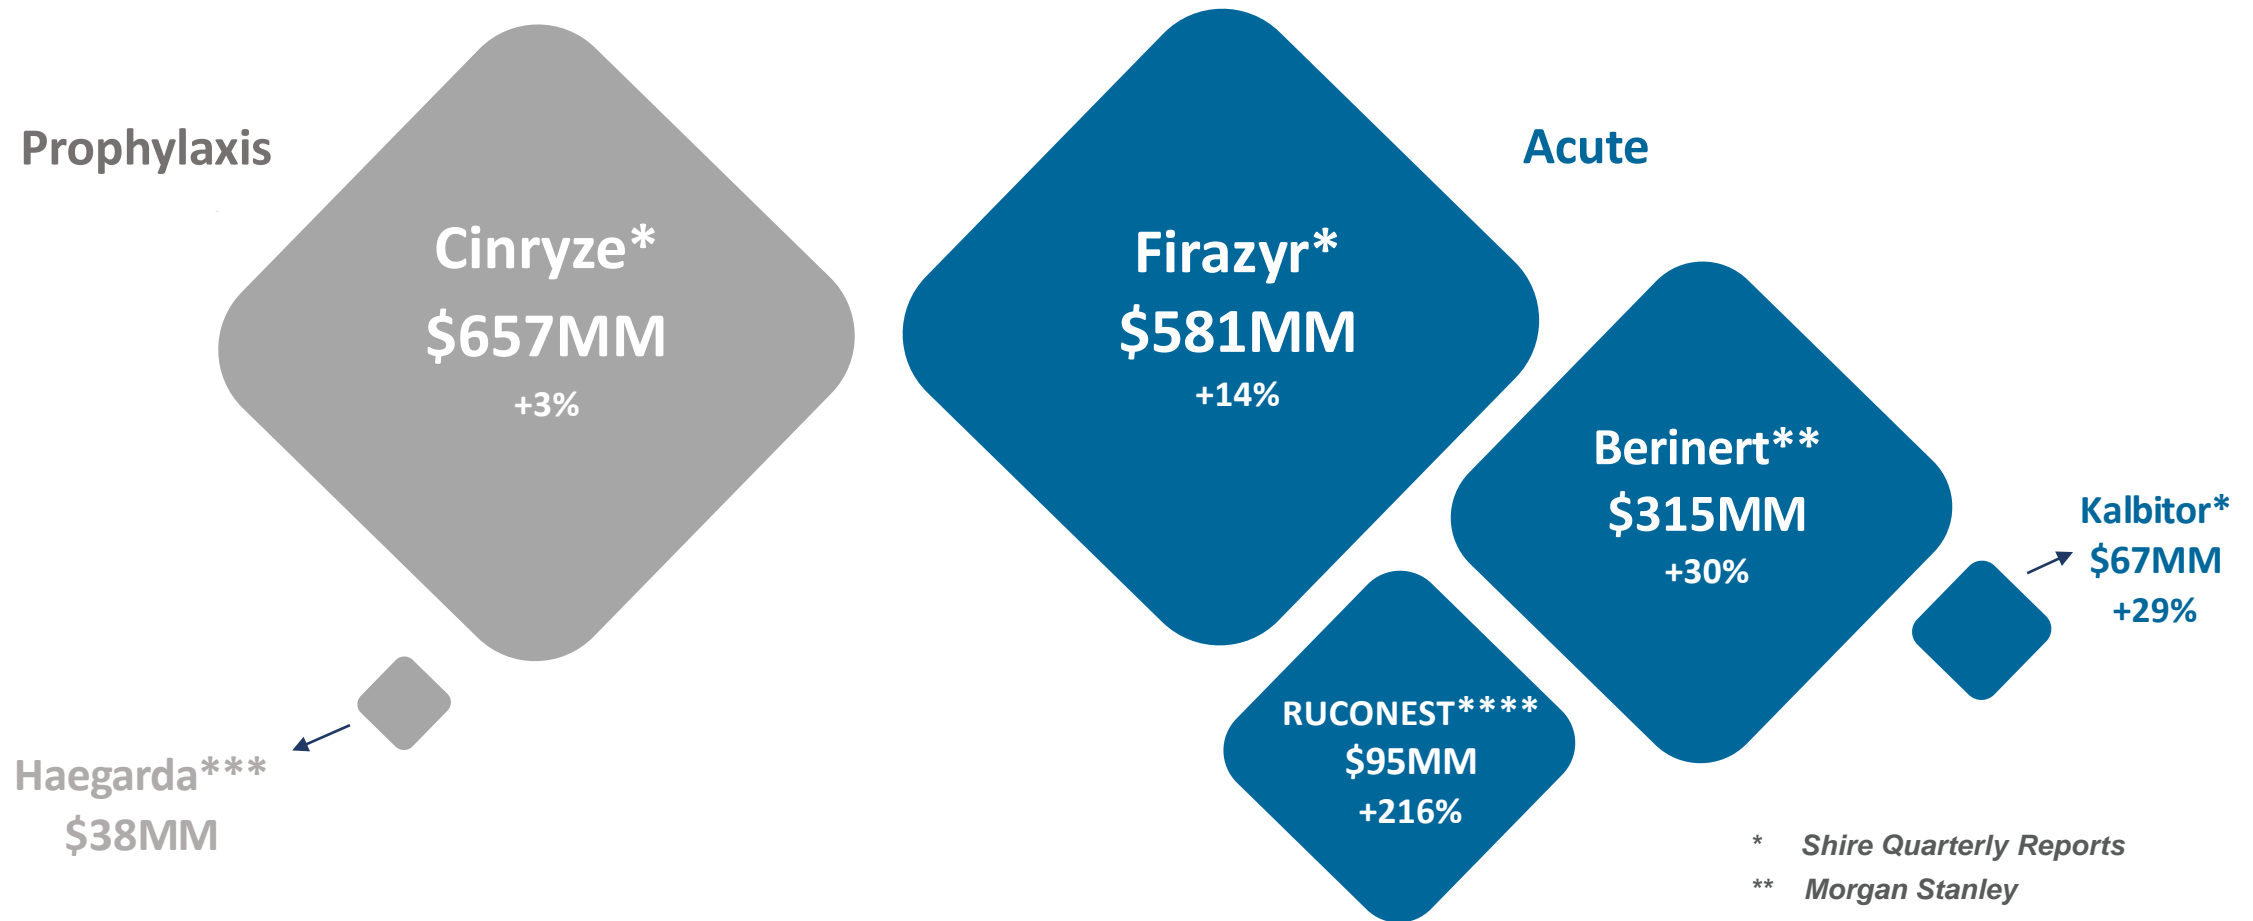 Prophylaxis
Cinryze*
$657MM
+3%
Haegarda***
$38MM
Acute
Firazyr*
$581MM
+14%
Berinert**
$315MM
+30%
Kalbitor*
$67MM
+29%
RUCONEST****
$95MM
+216%
* Shire Quarterly Reports
** Morgan Stanley